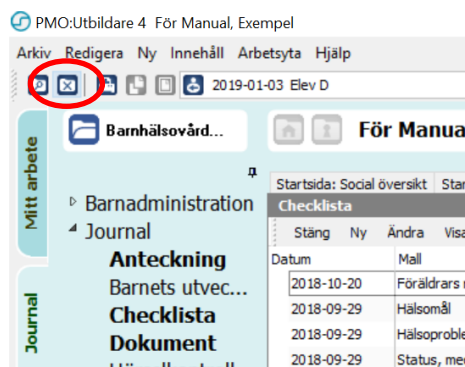 PMO:Utbildare 4 För Manual, Exempel
Arkiv Redigera Ny Innehåll Arbetsyta Hjälp
2019-01-03 Elev D
Barnhälsovård...
För Manua
Mitt arbete
Barnadministration
Journal
Anteckning
Barnets utvec...
Checklista
Dokument
Journal
Startsida: Social översikt Star
Checklista
Stäng Ny Ändra Visa
Datum Mall
2018-10-20 Föräldrars
2018-09-29 Hälsomål
2018-09-29 Hälsoproble
2018-09-29 Status, me